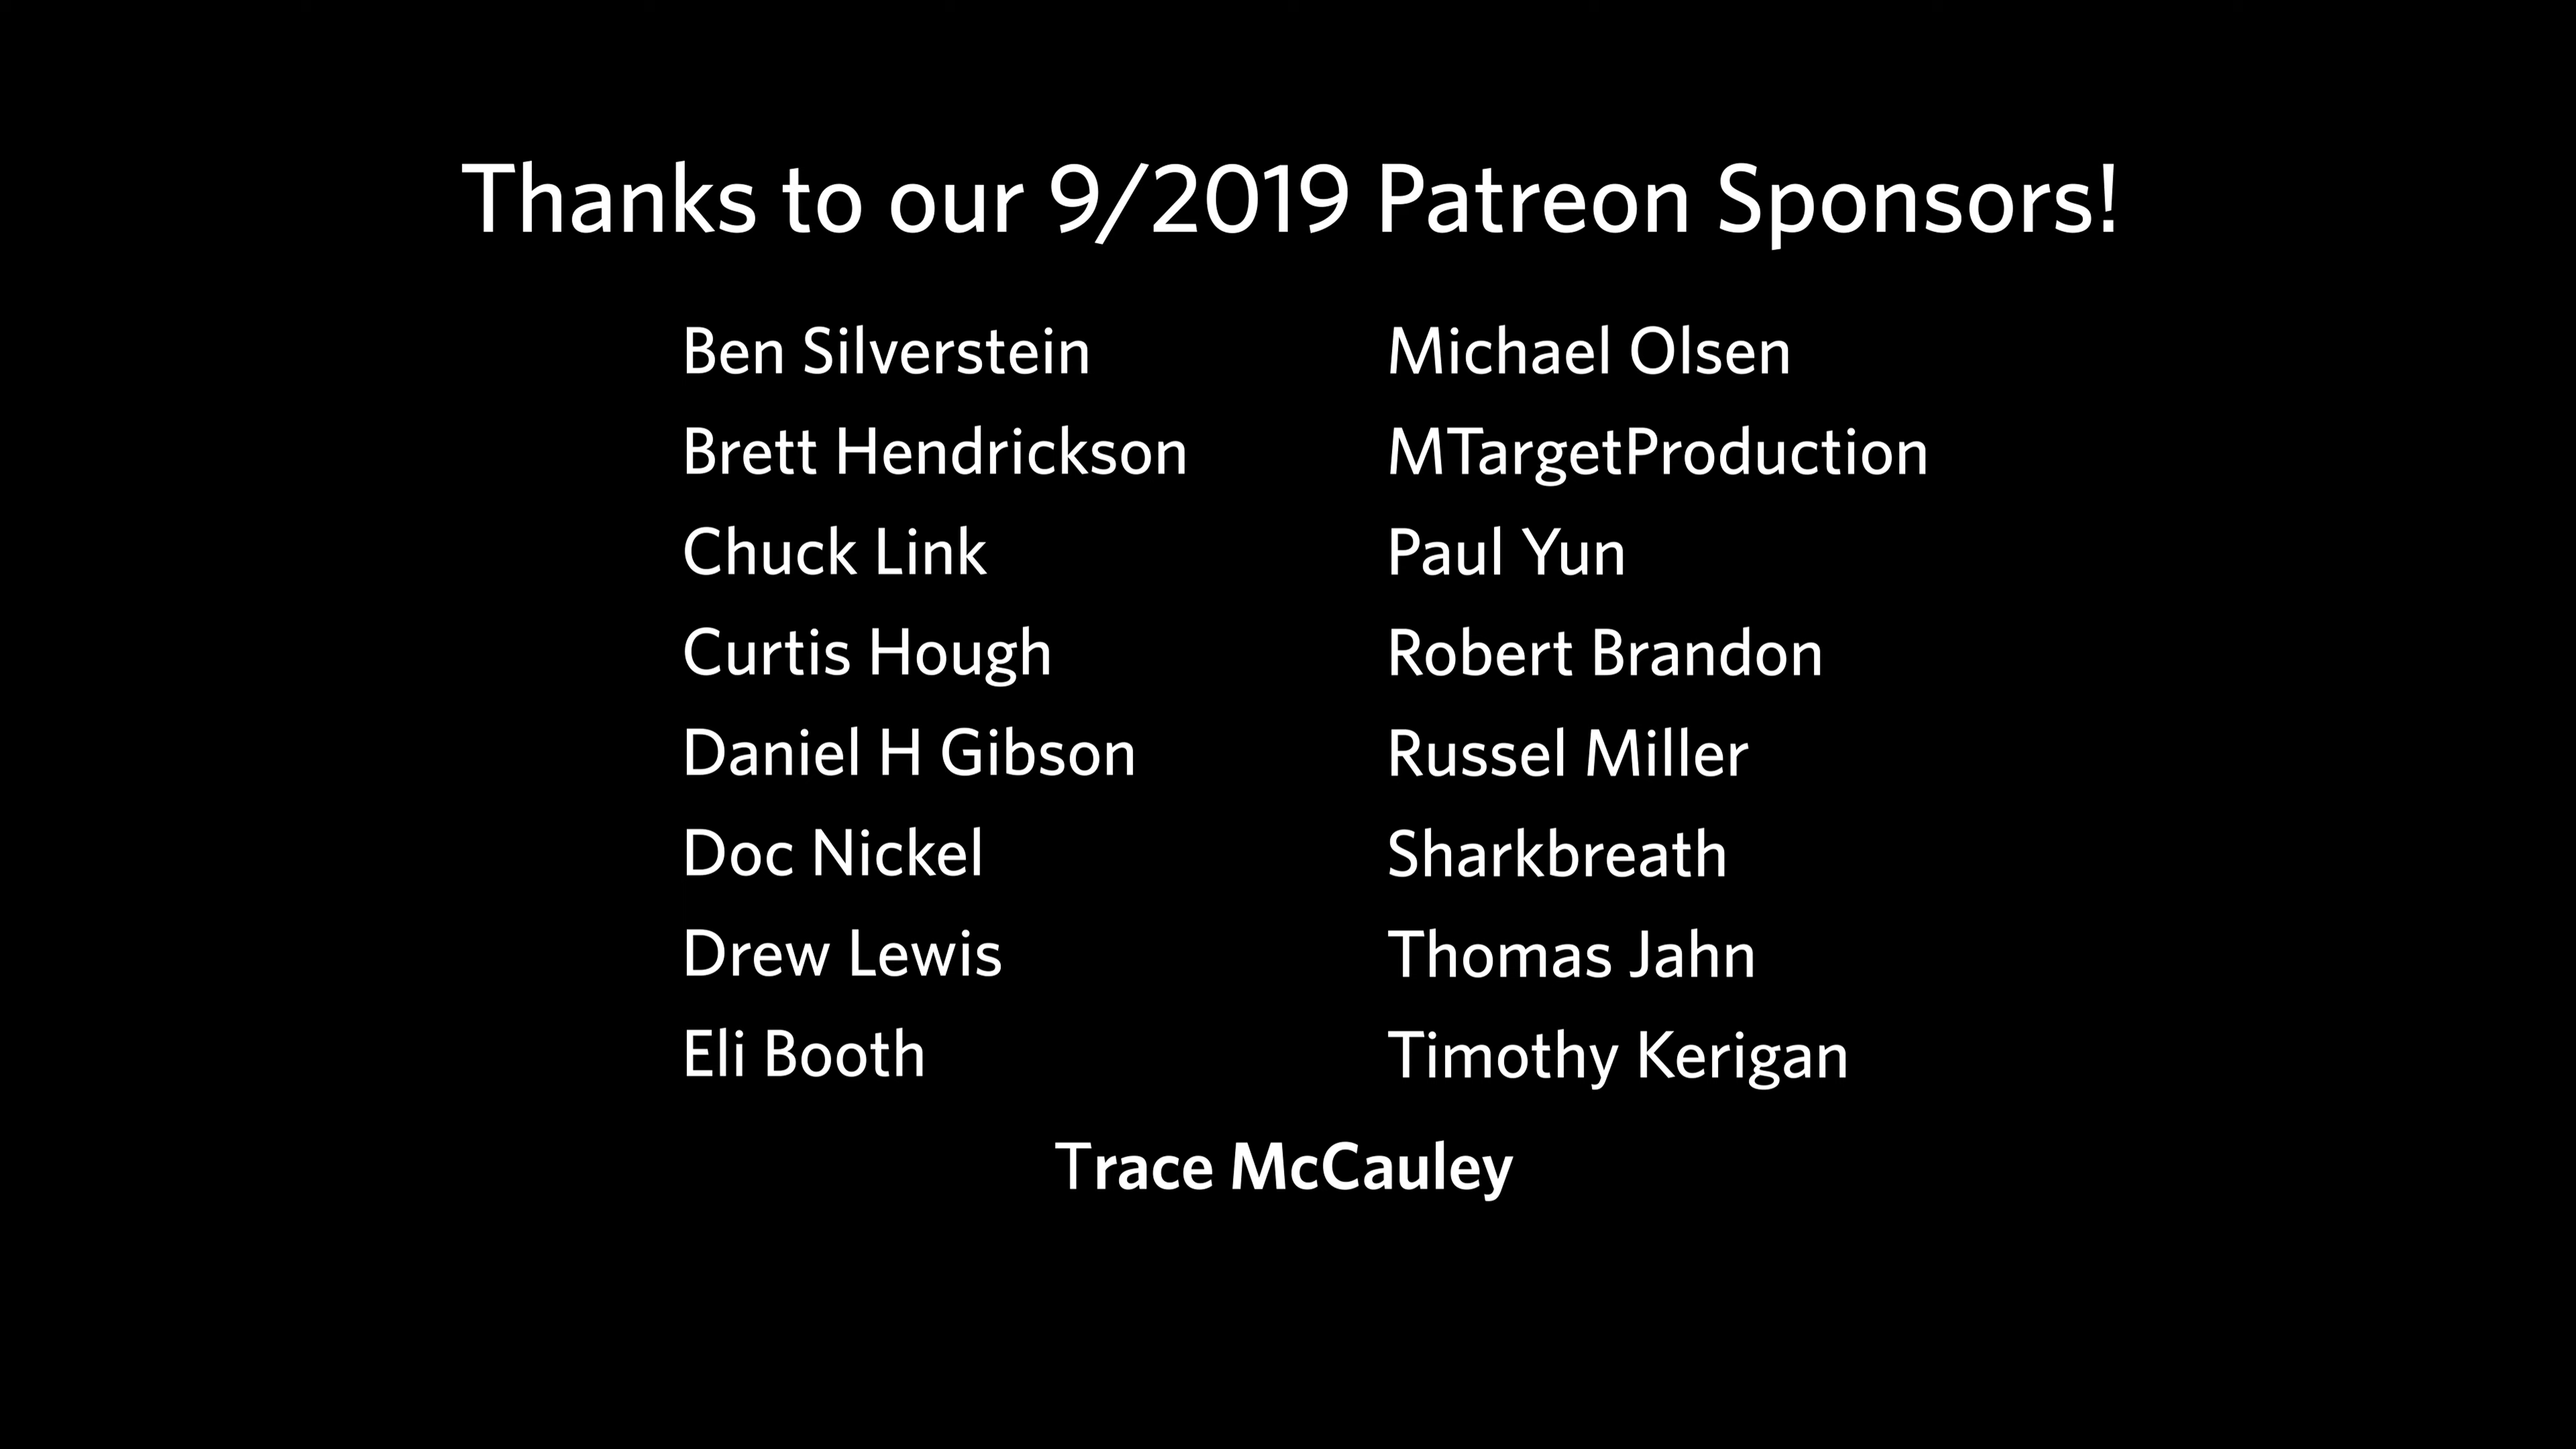 Thanks to our 9/2019 Patreon Sponsors!
Ben Silverstein
Brett Hendrickson
Chuck Link
Curtis Hough
Daniel H Gibson
Doc Nickel
Drew Lewis
Eli Booth
Michael Olsen
MTargetProduction
Paul Yun
Robert Brandon
Russel Miller
Sharkbreath
Thomas Jahn
Timothy Kerigan
Trace McCauley